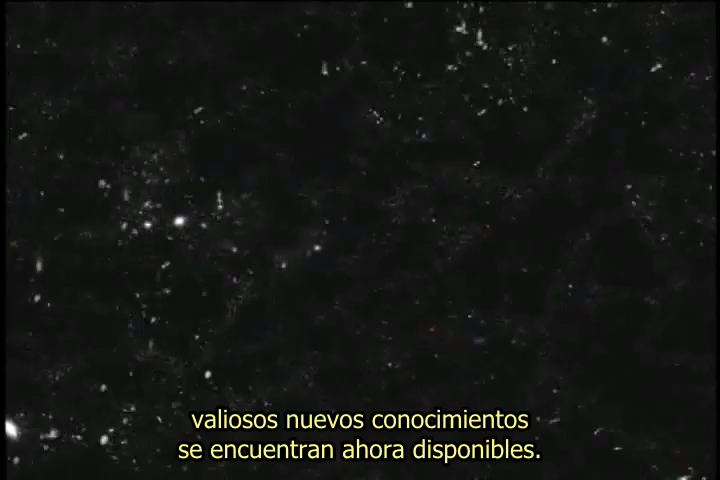 valiosos nuevos conocimientos
se encuentran ahora disponibles.